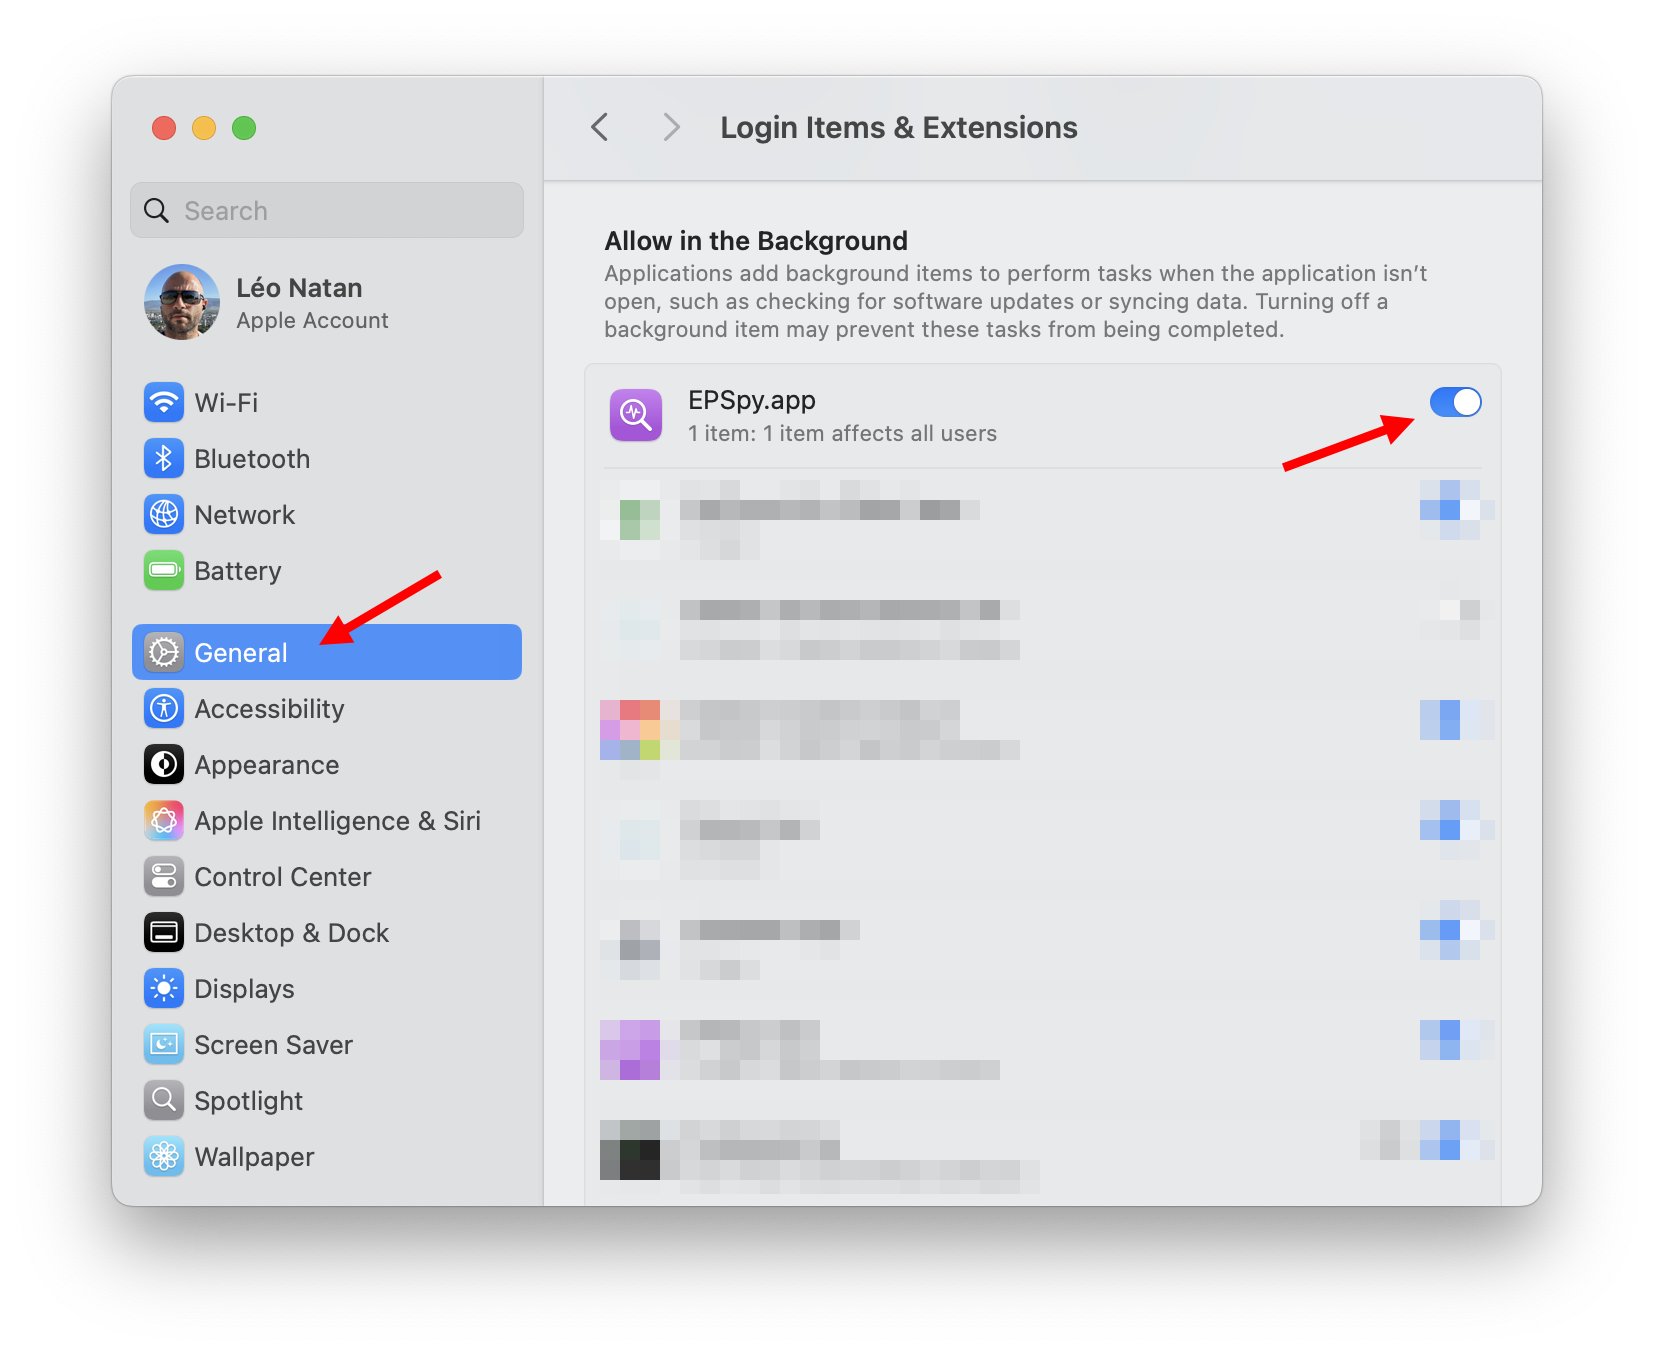 Login Items & Extensions
Search
Léo Natan
Apple Account
Wi-Fi
Bluetooth
Network
Battery
General
Accessibility
Appearance
Apple Intelligence & Siri
Control Center
Desktop & Dock
Displays
Screen Saver
Spotlight
Wallpaper
Allow in the Background
Applications add background items to perform tasks when the application isn’t
open, such as checking for software updates or syncing data. Turning off a
background item may prevent these tasks from being completed.
EPSpy.app
1 item: 1 item affects all users